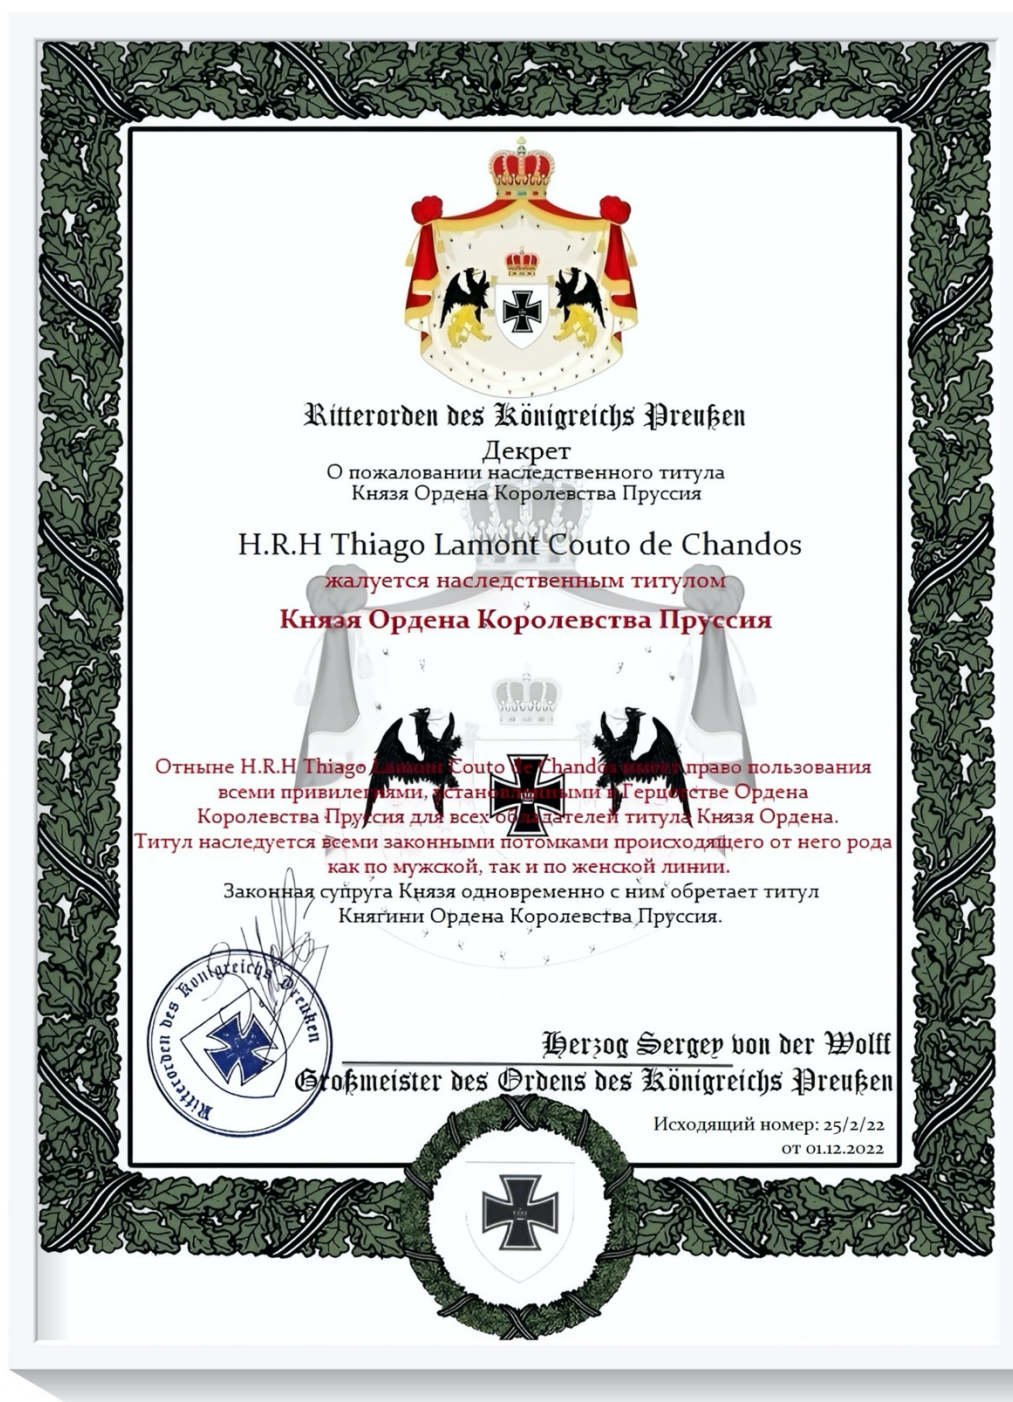 Ritterorden des Königreichs Preußen
Декрет
О пожаловании наследственного титула
Князя Ордена Королевства Пруссия
H.R.H Thiago Lamont Couto de Chandos
жалуется наследственным титулом
Князя Ордена Королевства Пруссия
Отныне H.R.H Thiago Lamont Couto de Chandos имеет право пользования
всеми привилегиями, установленными в Герцогстве Ордена
Королевства Пруссия для всех обладателей титула Князя Ордена.
Титул наследуется всеми законными потомками происходящего от него рода
как по мужской, так и по женской линии.
Законная супруга Князя одновременно с ним обретает титул
Княгини Ордена Королевства Пруссия.
Ritterorden des Königreichs Preußen
Herzog Sergey von der Wolff
Großmeister des Ordens des Königreichs Preußen
Исходящий номер: 25/2/22
от 01.12.2022